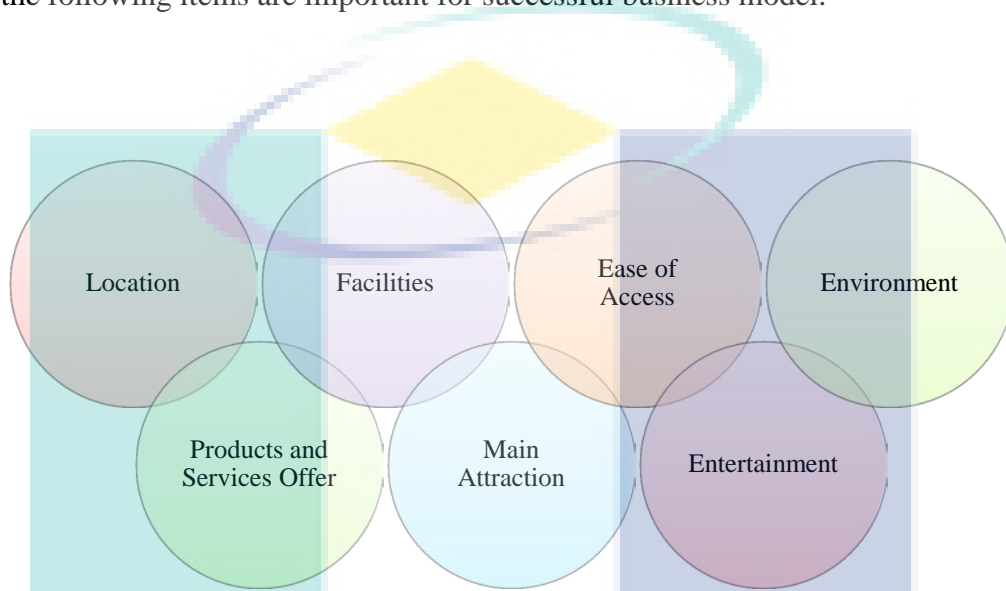 the following items are important for successful business model.
Location
Facilities
Ease of
Access
Environment
Products and
Services Offer
Main
Attraction
Entertainment